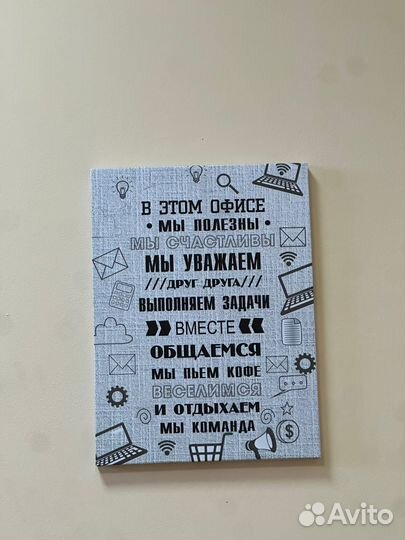 В ЭТОМ ОФИСЕ
• МЫ ПОЛЕЗНЫ •
МЫ СЧАСТЛИВЫ
МЫ УВАЖАЕМ
///ДРУГ ДРУГА///
ВЫПОЛНЯЕМ ЗАДАЧИ
ВМЕСТЕ
ОБЩАЕМСЯ
МЫ ПЬЕМ КОФЕ
ВЕСЕЛИМСЯ
И ОТДЫХАЕМ
МЫ КОМАНДА
$
Avito